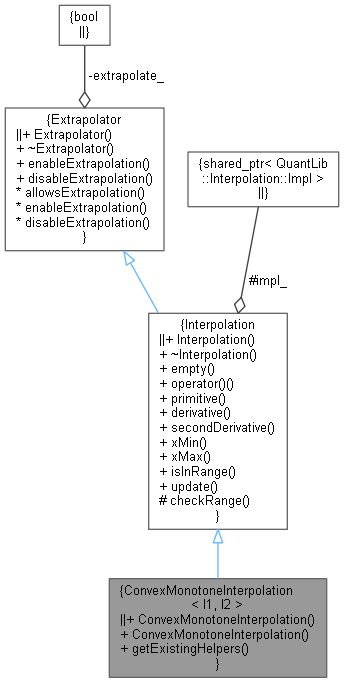 {bool
||}
-extrapolate_
{Extrapolator
||+ Extrapolator()
+ ~Extrapolator()
+ enableExtrapolation()
+ disableExtrapolation()
* allowsExtrapolation()
* enableExtrapolation()
* disableExtrapolation()
}
{shared_ptr< QuantLib
::Interpolation::Impl >
||}
#impl_
{Interpolation
||+ Interpolation()
+ ~Interpolation()
+ empty()
+ operator()()
+ primitive()
+ derivative()
+ secondDerivative()
+ xMin()
+ xMax()
+ isInRange()
+ update()
# checkRange()
}
{ConvexMonotoneInterpolation
< I1, I2 >
||+ ConvexMonotoneInterpolation()
+ ConvexMonotoneInterpolation()
+ getExistingHelpers()
}